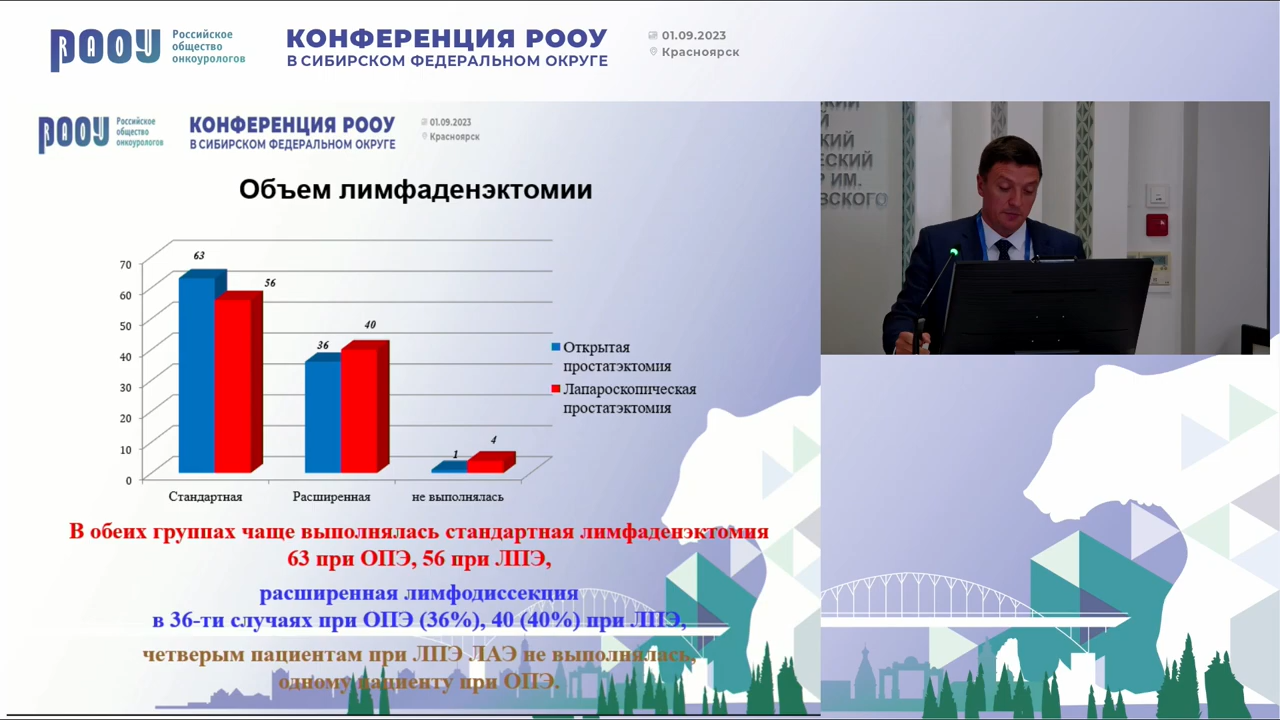 РООУ
RAOU
Российское
общество
онкоурологов
КОНФЕРЕНЦИЯ РООУ
В СИБИРСКОМ ФЕДЕРАЛЬНОМ ОКРУГЕ
01.09.2023
Красноярск
РООУ
RAOU
Российское
общество
онкоурологов
КОНФЕРЕНЦИЯ РООУ
В СИБИРСКОМ ФЕДЕРАЛЬНОМ ОКРУГЕ
01.09.2023
Красноярск
Объем лимфаденэктомии
70
60
50
40
30
20
10
0
63
56
36
40
1
4
Стандартная
Расширенная
не выполнялась
Открытая
простатэктомия
Лапароскопическая
простатэктомия
В обеих группах чаще выполнялась стандартная лимфаденэктомия
63 при ОПЭ, 56 при ЛПЭ,
расширенная лимфодиссекция
в 36-ти случаях при ОПЭ (36%), 40 (40%) при ЛПЭ,
четверым пациентам при ЛПЭ ЛАЭ не выполнялась,
одному пациенту при ОПЭ.
ИМ.